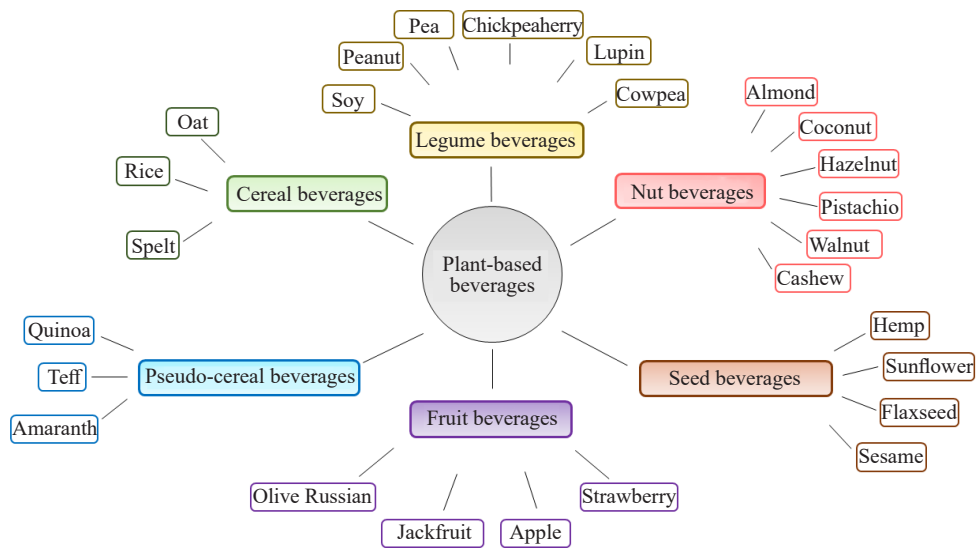 Pea
Chickpeaherry
Peanut
Lupin
Soy
Cowpea
Legume beverages
Almond
Coconut
Hazelnut
Nut beverages
Pistachio
Walnut
Cashew
Oat
Rice
Cereal beverages
Spelt
Plant-based
beverages
Quinoa
Teff
Pseudo-cereal beverages
Amaranth
Hemp
Sunflower
Seed beverages
Flaxseed
Sesame
Fruit beverages
Olive Russian
Jackfruit
Apple
Strawberry